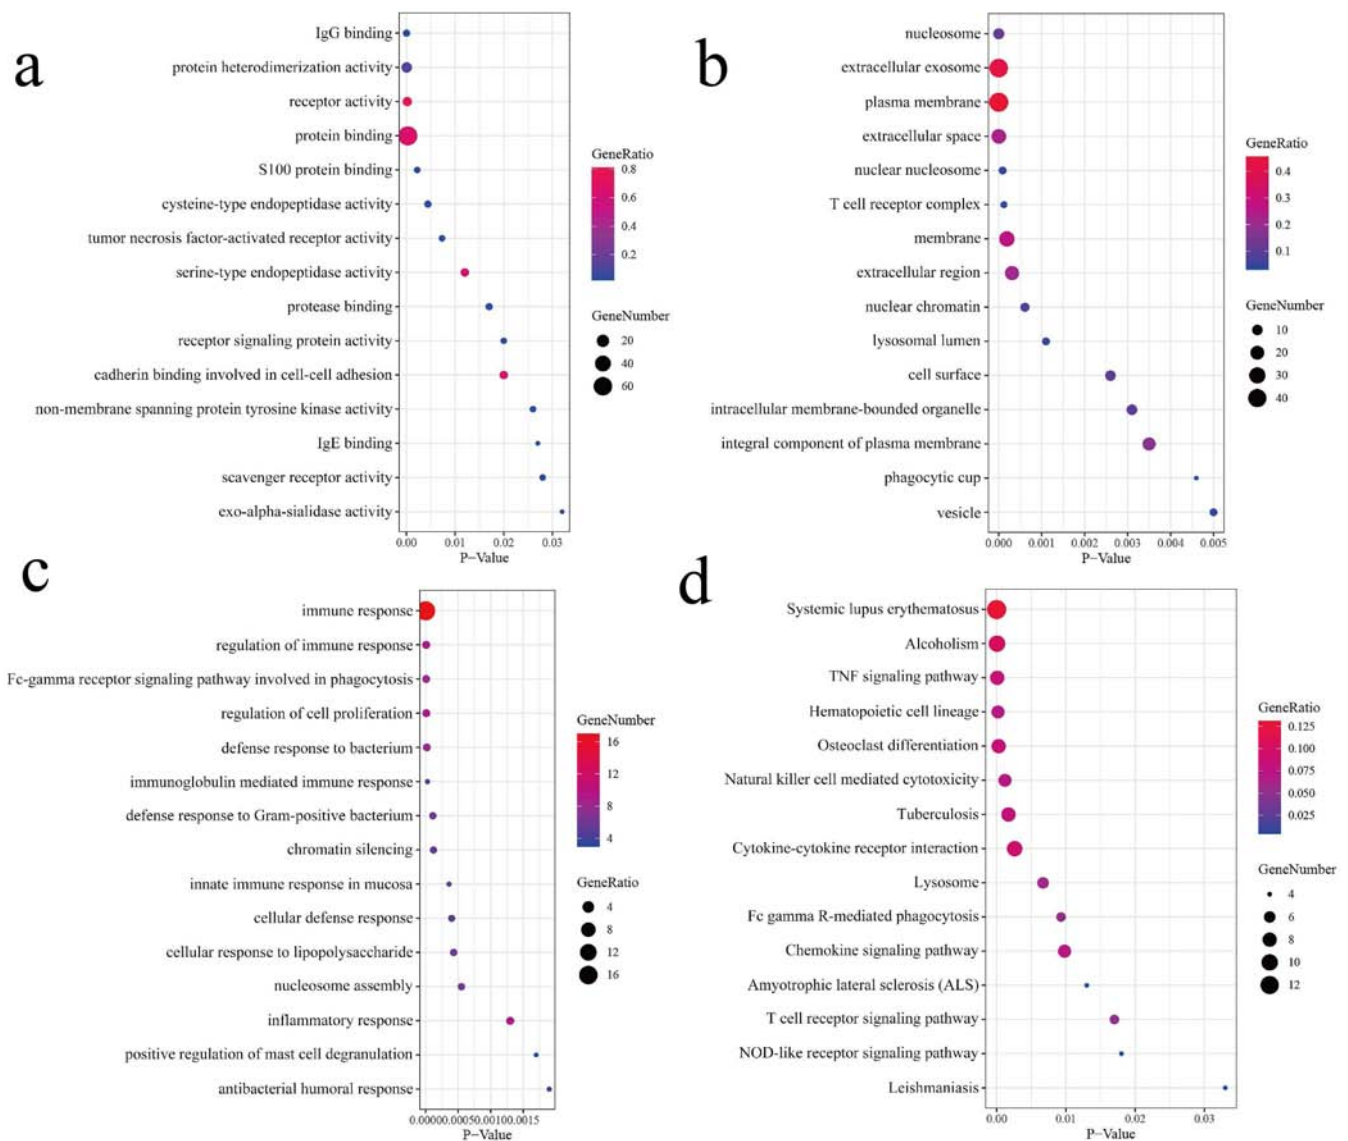 a
IgG binding
protein heterodimerization activity
receptor activity
protein binding
S100 protein binding
cysteine-type endopeptidase activity
tumor necrosis factor-activated receptor activity
serine-type endopeptidase activity
protease binding
receptor signaling protein activity
cadherin binding involved in cell-cell adhesion
non-membrane spanning protein tyrosine kinase activity
IgE binding
scavenger receptor activity
exo-alpha-sialidase activity
0.00 0.01 0.02 0.03
P-Value
GeneRatio
0.8
0.6
0.4
0.2
GeneNumber
20
40
60
b
nucleosome
extracellular exosome
plasma membrane
extracellular space
nuclear nucleosome
T cell receptor complex
membrane
extracellular region
nuclear chromatin
lysosomal lumen
cell surface
intracellular membrane-bounded organelle
integral component of plasma membrane
phagocytic cup
vesicle
0.000 0.001 0.002 0.003 0.004 0.005
P-Value
GeneRatio
0.4
0.3
0.2
0.1
GeneNumber
10
20
30
40
c
immune response
regulation of immune response
Fc-gamma receptor signaling pathway involved in phagocytosis
regulation of cell proliferation
defense response to bacterium
immunoglobulin mediated immune response
defense response to Gram-positive bacterium
chromatin silencing
innate immune response in mucosa
cellular defense response
cellular response to lipopolysaccharide
nucleosome assembly
inflammatory response
positive regulation of mast cell degranulation
antibacterial humoral response
0.00000.00050.00100.0015
P-Value
GeneNumber
16
12
8
4
GeneRatio
4
8
12
16
d
Systemic lupus erythematosus
Alcoholism
TNF signaling pathway
Hematopoietic cell lineage
Osteoclast differentiation
Natural killer cell mediated cytotoxicity
Tuberculosis
Cytokine-cytokine receptor interaction
Lysosome
Fc gamma R-mediated phagocytosis
Chemokine signaling pathway
Amyotrophic lateral sclerosis (ALS)
T cell receptor signaling pathway
NOD-like receptor signaling pathway
Leishmaniasis
0.00 0.01 0.02 0.03
P-Value
GeneRatio
0.125
0.100
0.075
0.050
0.025
GeneNumber
4
6
8
10
12